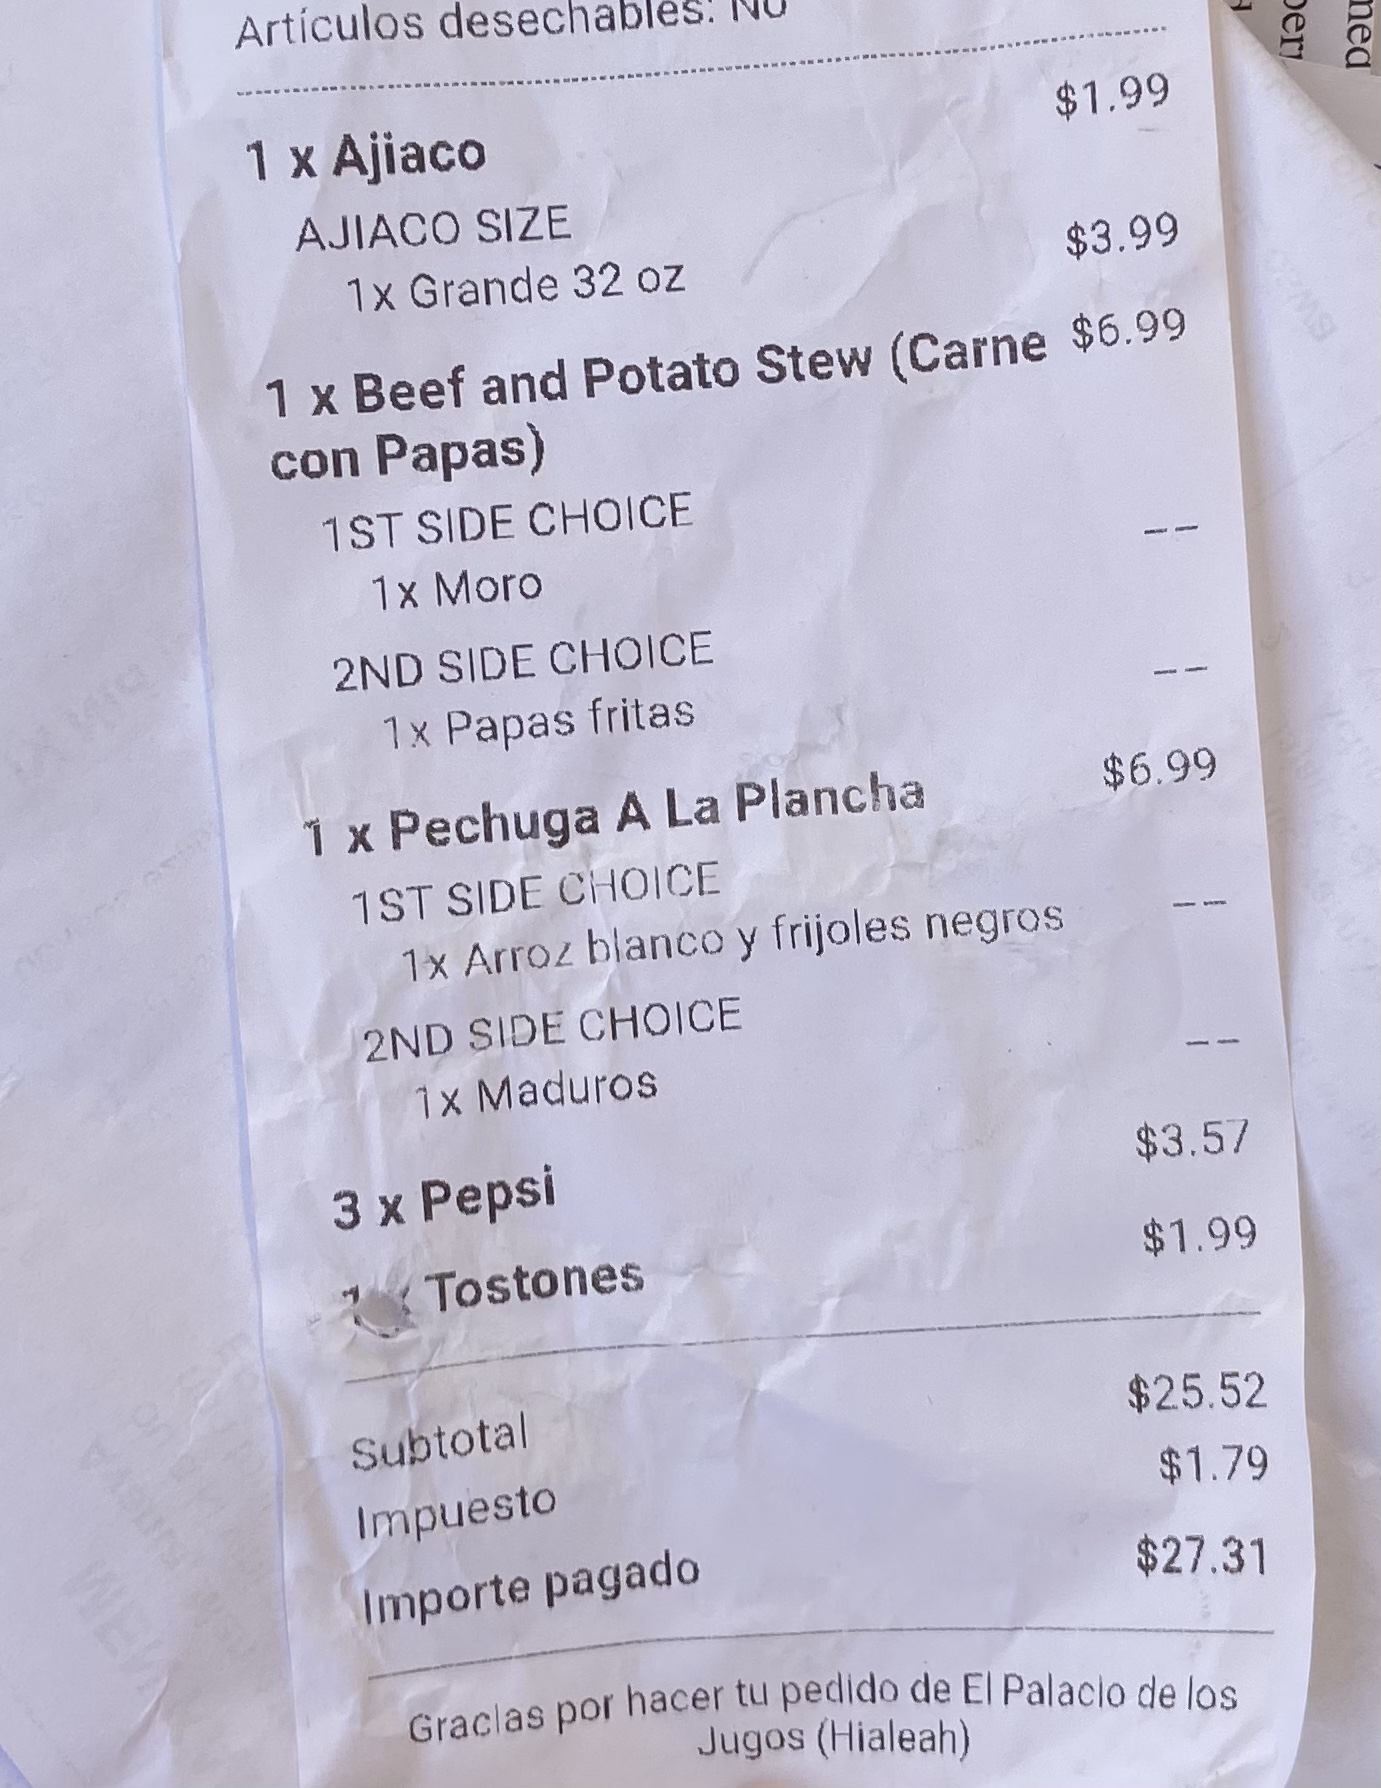 Artículos desechables: No
1 x Ajiaco $1.99
AJIACO SIZE
1x Grande 32 oz $3.99
1 x Beef and Potato Stew (Carne $6.99
con Papas)
1ST SIDE CHOICE
1x Moro --
2ND SIDE CHOICE
1x Papas fritas --
1 x Pechuga A La Plancha $6.99
1ST SIDE CHOICE
1x Arroz blanco y frijoles negros --
2ND SIDE CHOICE
1x Maduros --
3 x Pepsi $3.57
1 x Tostones $1.99
Subtotal $25.52
Impuesto $1.79
Importe pagado $27.31
Gracias por hacer tu pedido de El Palacio de los
Jugos (Hialeah)